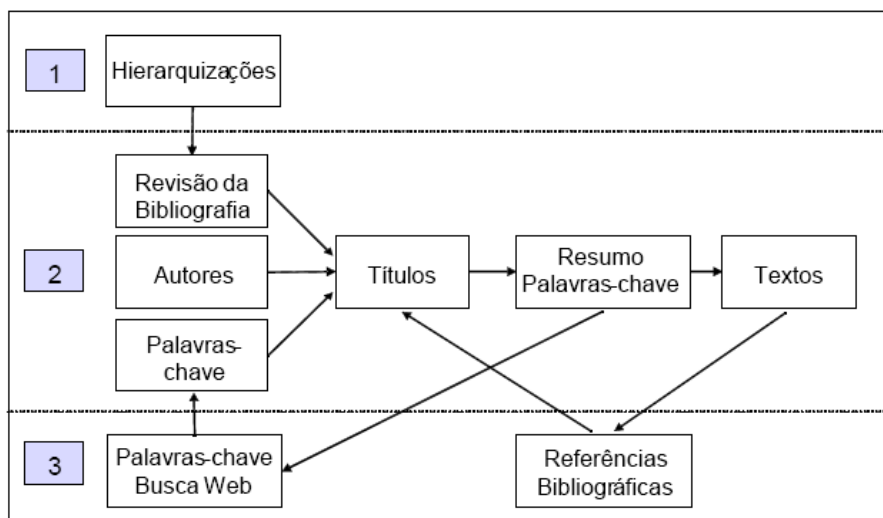 1
Hierarquizações
Revisão da
Bibliografia
2
Autores
Títulos
Resumo
Palavras-chave
Textos
Palavras-
chave
3
Palavras-chave
Busca Web
Referências
Bibliográficas